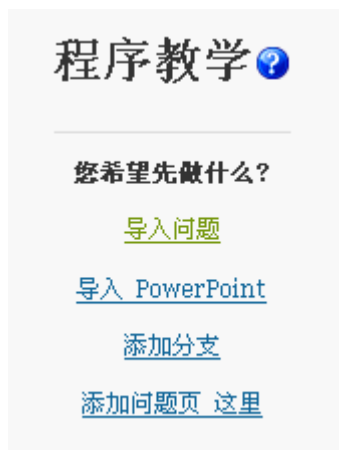 程序教学
您希望先做什么?
导入问题
导入 PowerPoint
添加分支
添加问题页 这里